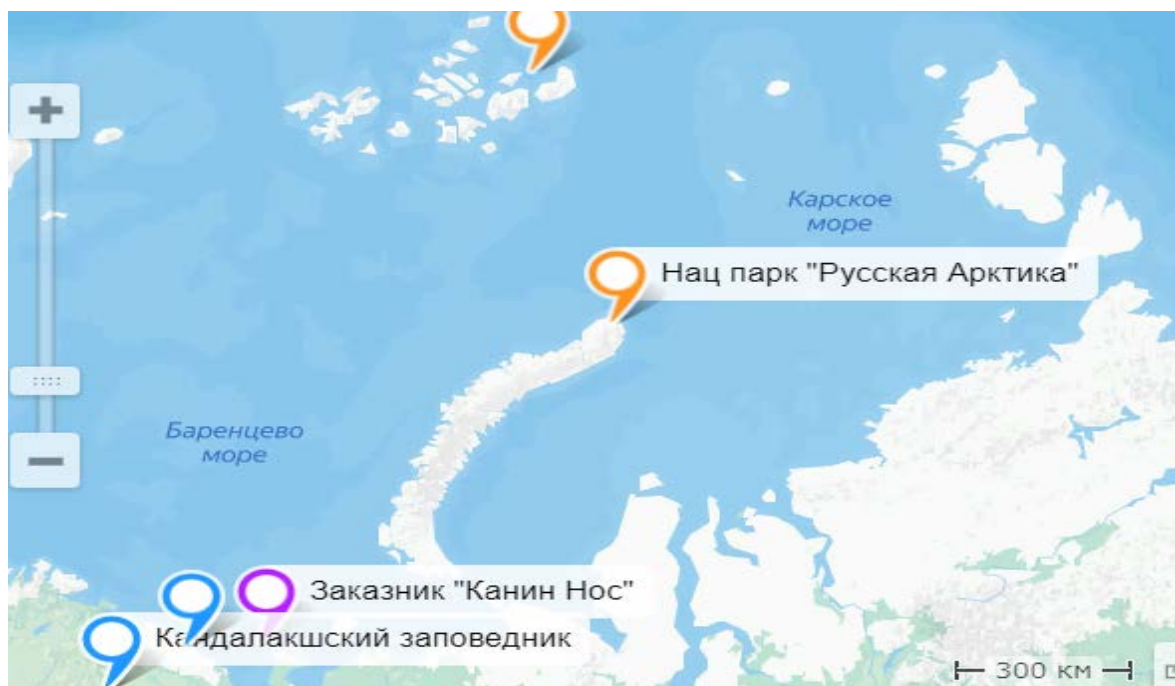 Карское
море
Нац парк "Русская Арктика"
Баренцево
море
Заказник "Канин Нос"
Кандалакшский заповедник
300 км